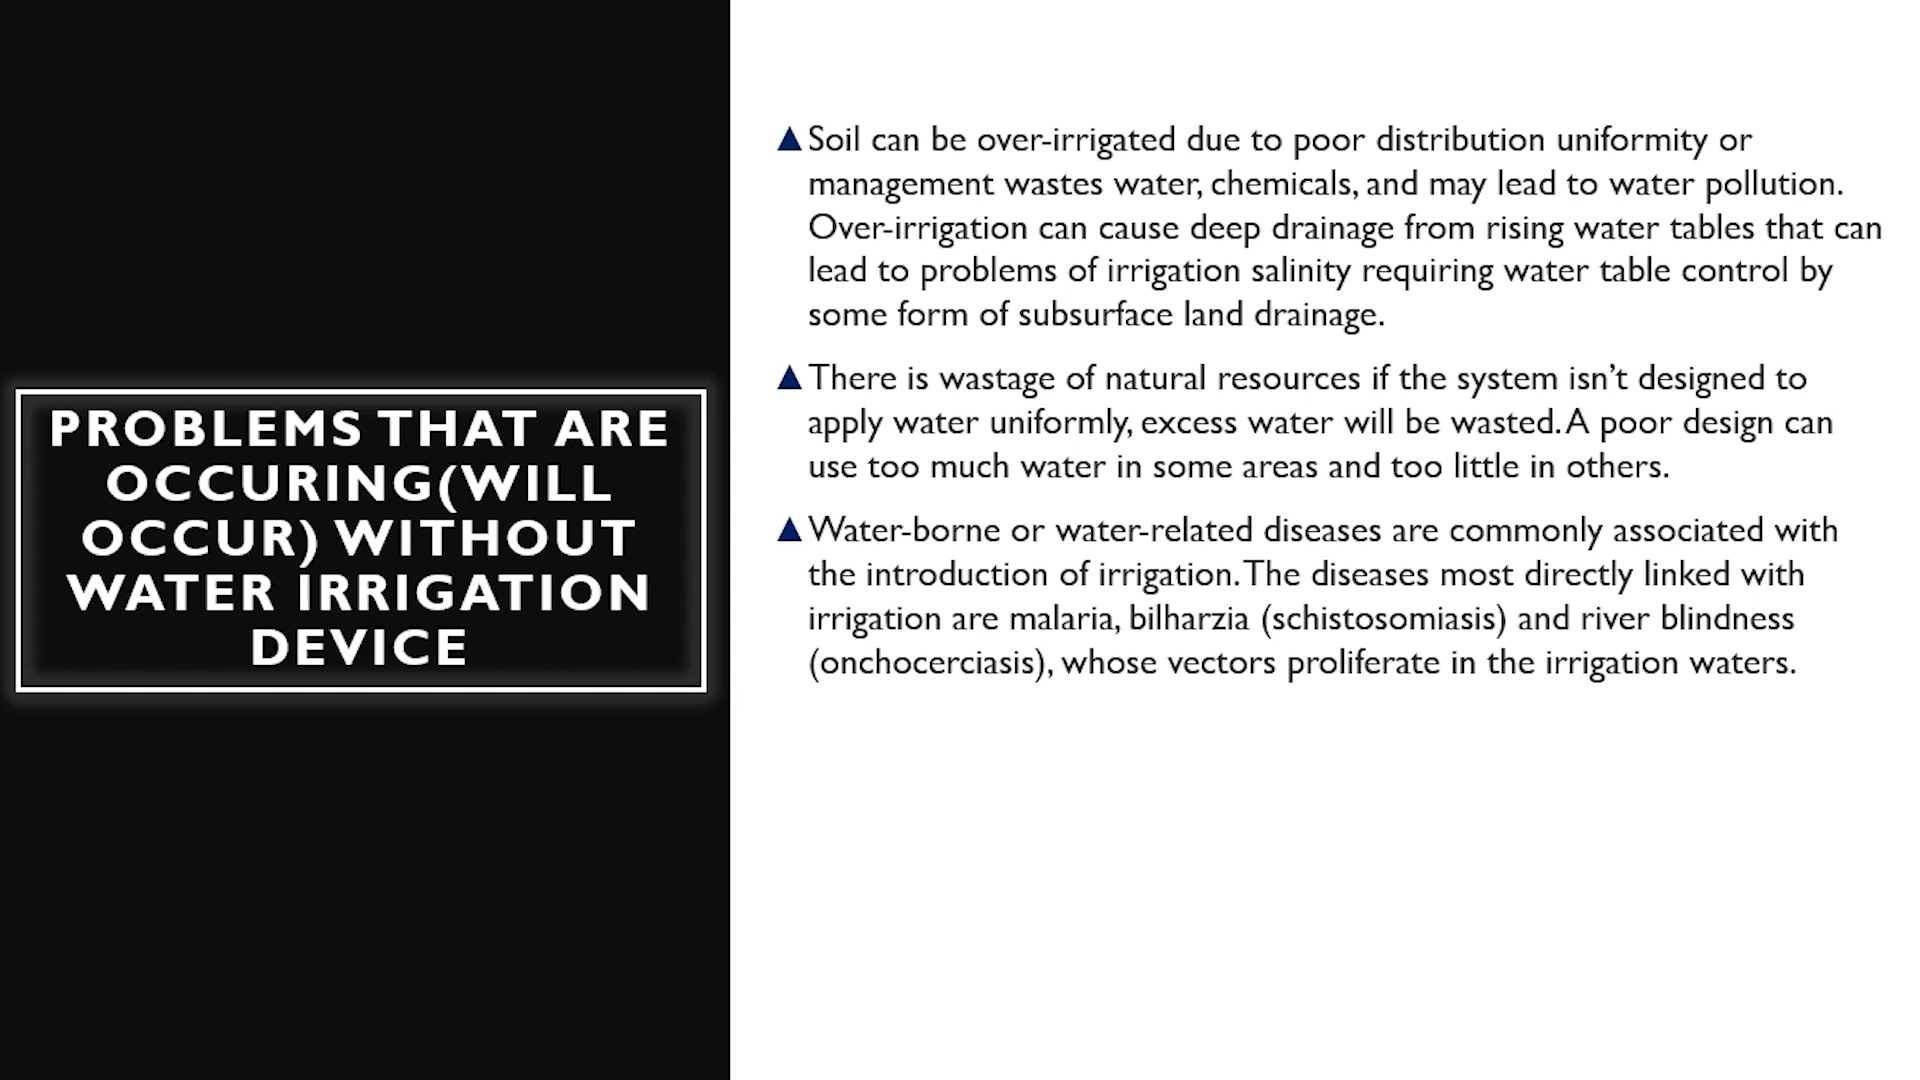 PROBLEMS THAT ARE
OCCURING(WILL
OCCUR) WITHOUT
WATER IRRIGATION
DEVICE
▲Soil can be over-irrigated due to poor distribution uniformity or
management wastes water, chemicals, and may lead to water pollution.
Over-irrigation can cause deep drainage from rising water tables that can
lead to problems of irrigation salinity requiring water table control by
some form of subsurface land drainage.
▲There is wastage of natural resources if the system isn’t designed to
apply water uniformly, excess water will be wasted. A poor design can
use too much water in some areas and too little in others.
▲Water-borne or water-related diseases are commonly associated with
the introduction of irrigation. The diseases most directly linked with
irrigation are malaria, bilharzia (schistosomiasis) and river blindness
(onchocerciasis), whose vectors proliferate in the irrigation waters.